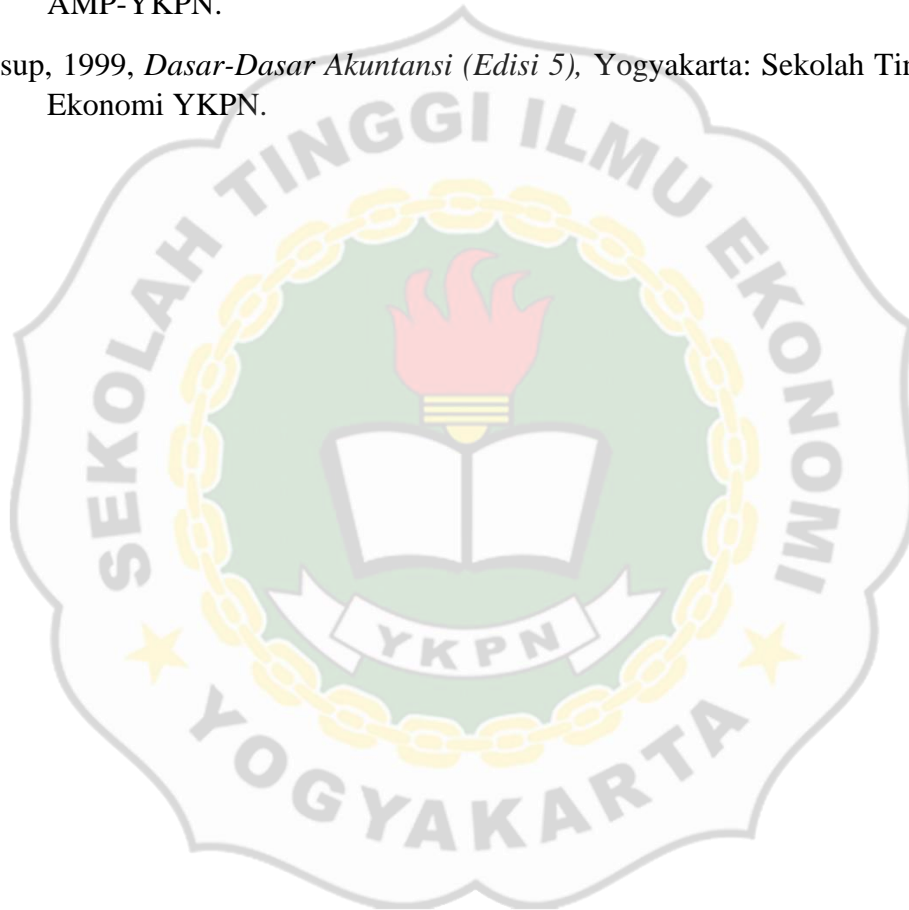 AMP-YKPN.
sup, 1999, Dasar-Dasar Akuntansi (Edisi 5), Yogyakarta: Sekolah Tin
Ekonomi YKPN.
SEKOLAH TINGGI ILMU EKONOMI
YKPN
YOGYAKARTA